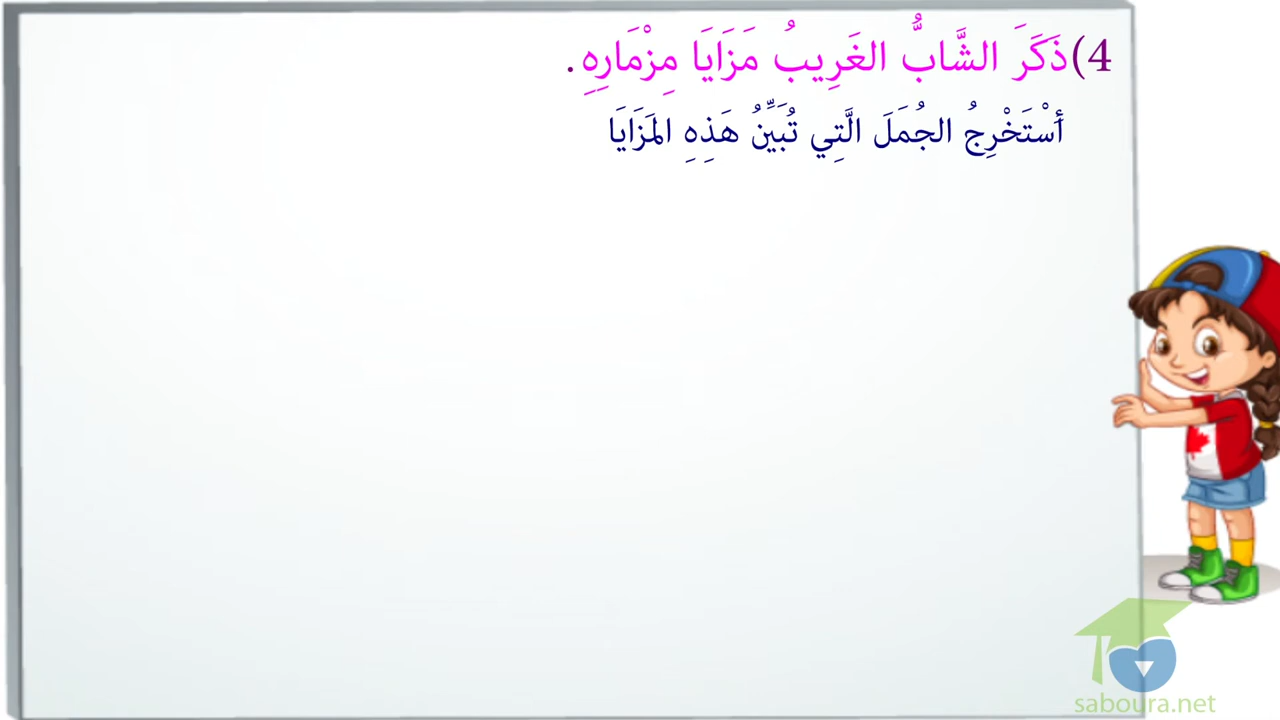 4)ذَكَرَ الشَّابُّ الغَرِيبُ مَزَايَا مِزْمَارِهِ.
أَسْتَخْرِجُ الجُمَلَ الَّتِي تُبَيِّنُ هَذِهِ المَزَايَا
saboura.net